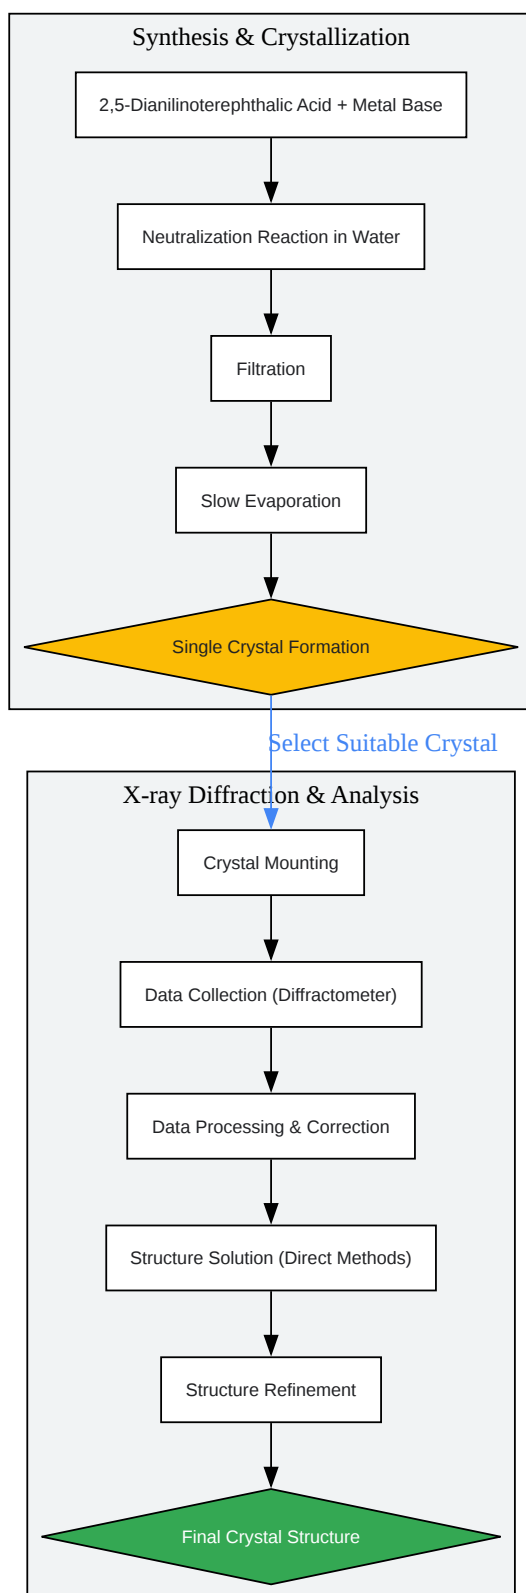 Synthesis & Crystallization
2,5-Dianilinoterephthalic Acid + Metal Base
Neutralization Reaction in Water
Filtration
Slow Evaporation
Single Crystal Formation
Select Suitable Crystal
X-ray Diffraction & Analysis
Crystal Mounting
Data Collection (Diffractometer)
Data Processing & Correction
Structure Solution (Direct Methods)
Structure Refinement
Final Crystal Structure